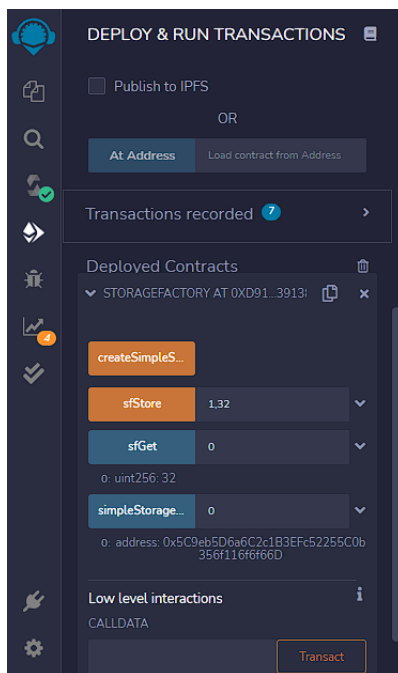 DEPLOY & RUN TRANSACTIONS
Publish to IPFS
OR
At Address Load contract from Address
Transactions recorded 7
Deployed Contracts
STORAGEFACTORY AT 0XD91...39138
createSimpleS...
sfStore 1,32
sfGet 0
0: uint256: 32
simpleStorage... 0
0: address: 0x5C9eb5D6a6C2c1B3EFc52255C0b
356f116f6f66D
4
Low level interactions
CALLDATA
Transact